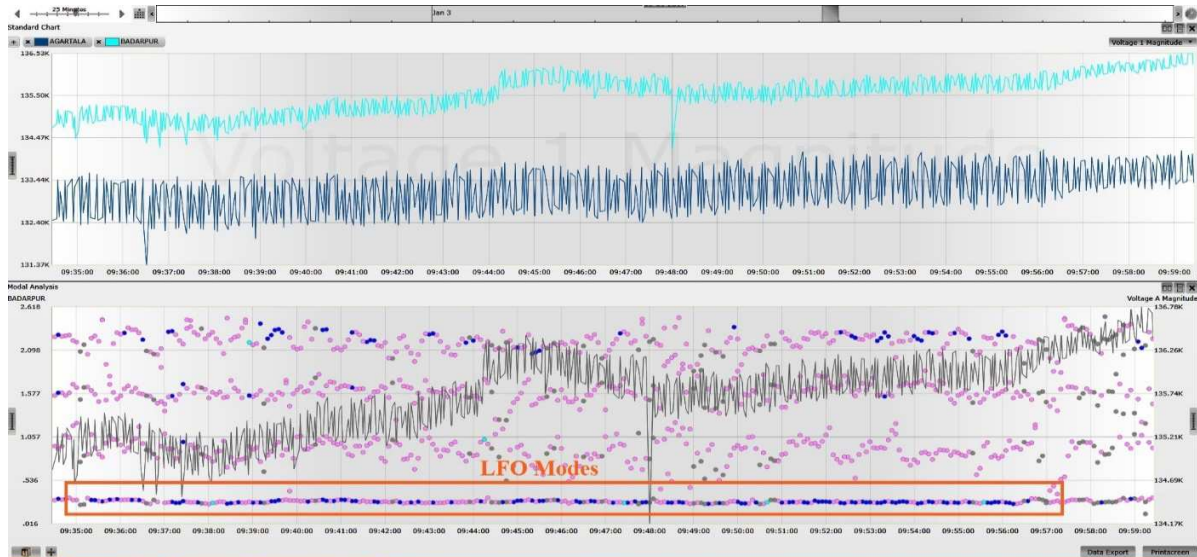 25 Minutes
Jan 3
Standard Chart
AGARTALA BADARPUR Voltage 1 Magnitude
136.53K
135.50K
134.47K
133.44K
132.40K
131.37K
Voltage 1 Magnitude
09:35:00 09:36:00 09:37:00 09:38:00 09:39:00 09:40:00 09:41:00 09:42:00 09:43:00 09:44:00 09:45:00 09:46:00 09:47:00 09:48:00 09:49:00 09:50:00 09:51:00 09:52:00 09:53:00 09:54:00 09:55:00 09:56:00 09:57:00 09:58:00 09:59:00
Modal Analysis
BADARPUR Voltage A Magnitude
2.618 136.78K
2.098 136.26K
1.577 135.74K
1.057 135.21K
LFO Modes
.536 134.69K
.016 134.17K
09:35:00 09:36:00 09:37:00 09:38:00 09:39:00 09:40:00 09:41:00 09:42:00 09:43:00 09:44:00 09:45:00 09:46:00 09:47:00 09:48:00 09:49:00 09:50:00 09:51:00 09:52:00 09:53:00 09:54:00 09:55:00 09:56:00 09:57:00 09:58:00 09:59:00
Data Export Printscreen